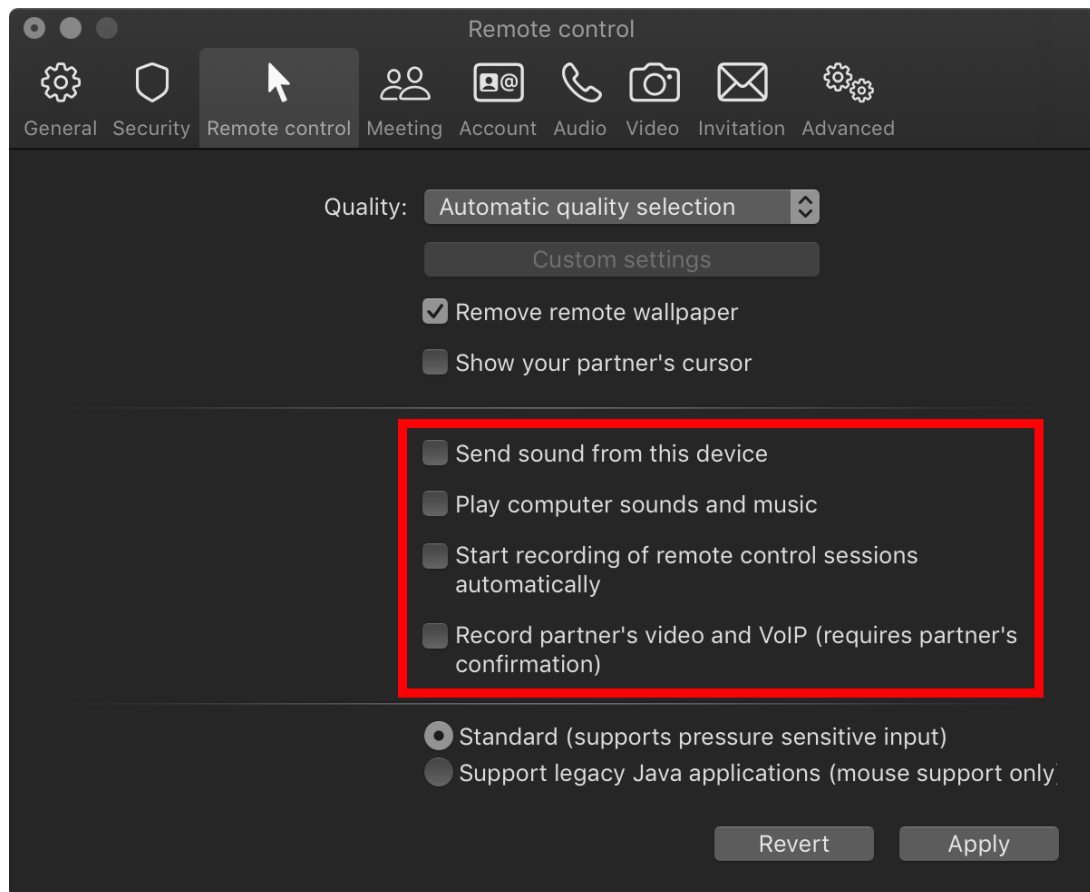 Remote control
General Security Remote control Meeting Account Audio Video Invitation Advanced
Quality: Automatic quality selection
Custom settings
Remove remote wallpaper
Show your partner's cursor
Send sound from this device
Play computer sounds and music
Start recording of remote control sessions
automatically
Record partner's video and VoIP (requires partner's
confirmation)
Standard (supports pressure sensitive input)
Support legacy Java applications (mouse support only
Revert Apply